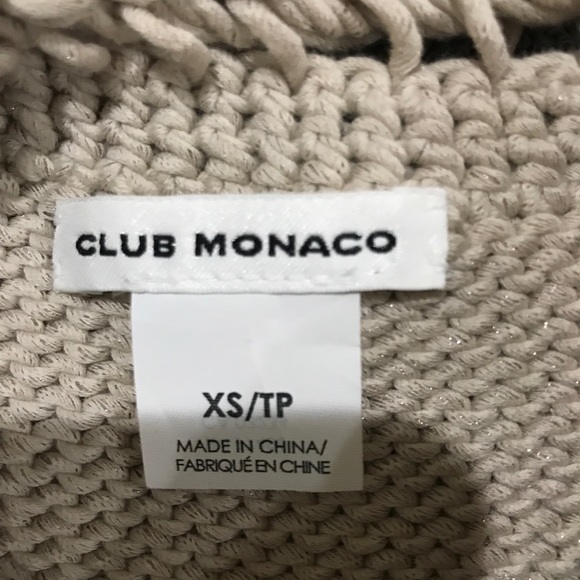 CLUB MONACO
XS/TP
MADE IN CHINA/
FABRIQUÉ EN CHINE